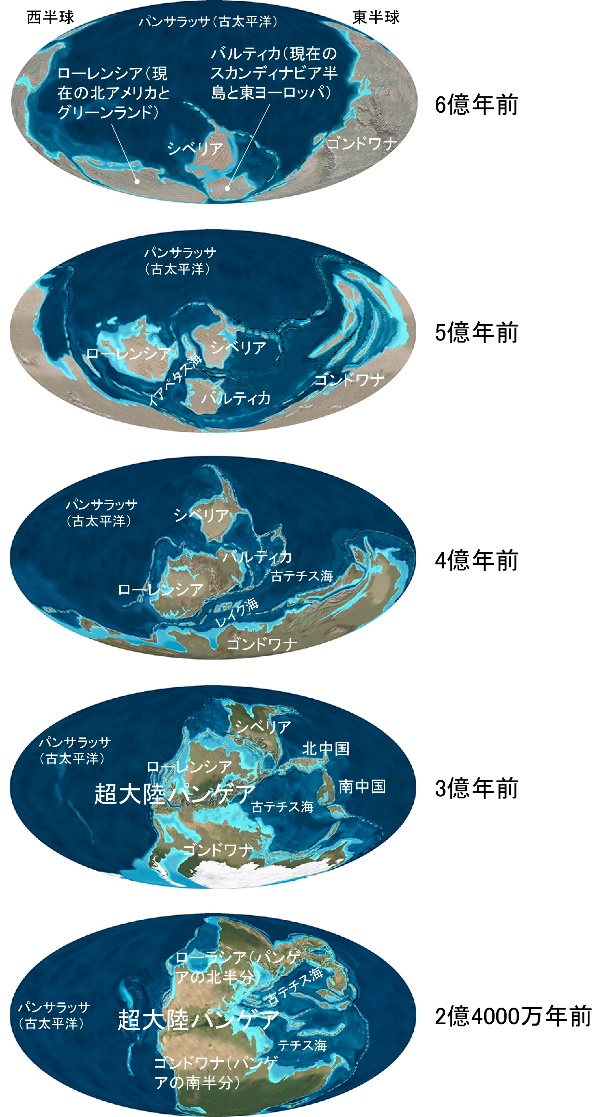 西半球
パンサラッサ（古太平洋）
東半球
ローレンシア（現
在の北アメリカと
グリーンランド）
バルティカ（現在の
スカンディナビア半
島と東ヨーロッパ）
シベリア
ゴンドワナ
6億年前
パンサラッサ
（古太平洋）
ローレンシア
イアペタス海
シベリア
バルティカ
ゴンドワナ
5億年前
パンサラッサ
（古太平洋）
シベリア
バルティカ
古テチス海
ローレンシア
レイク海
ゴンドワナ
4億年前
パンサラッサ
（古太平洋）
シベリア
北中国
ローレンシア
南中国
超大陸パンゲア
古テチス海
ゴンドワナ
3億年前
ローラシア（パンゲ
アの北半分）
古テチス海
パンサラッサ
（古太平洋）
超大陸パンゲア
テチス海
ゴンドワナ（パンゲ
アの南半分）
2億4000万年前